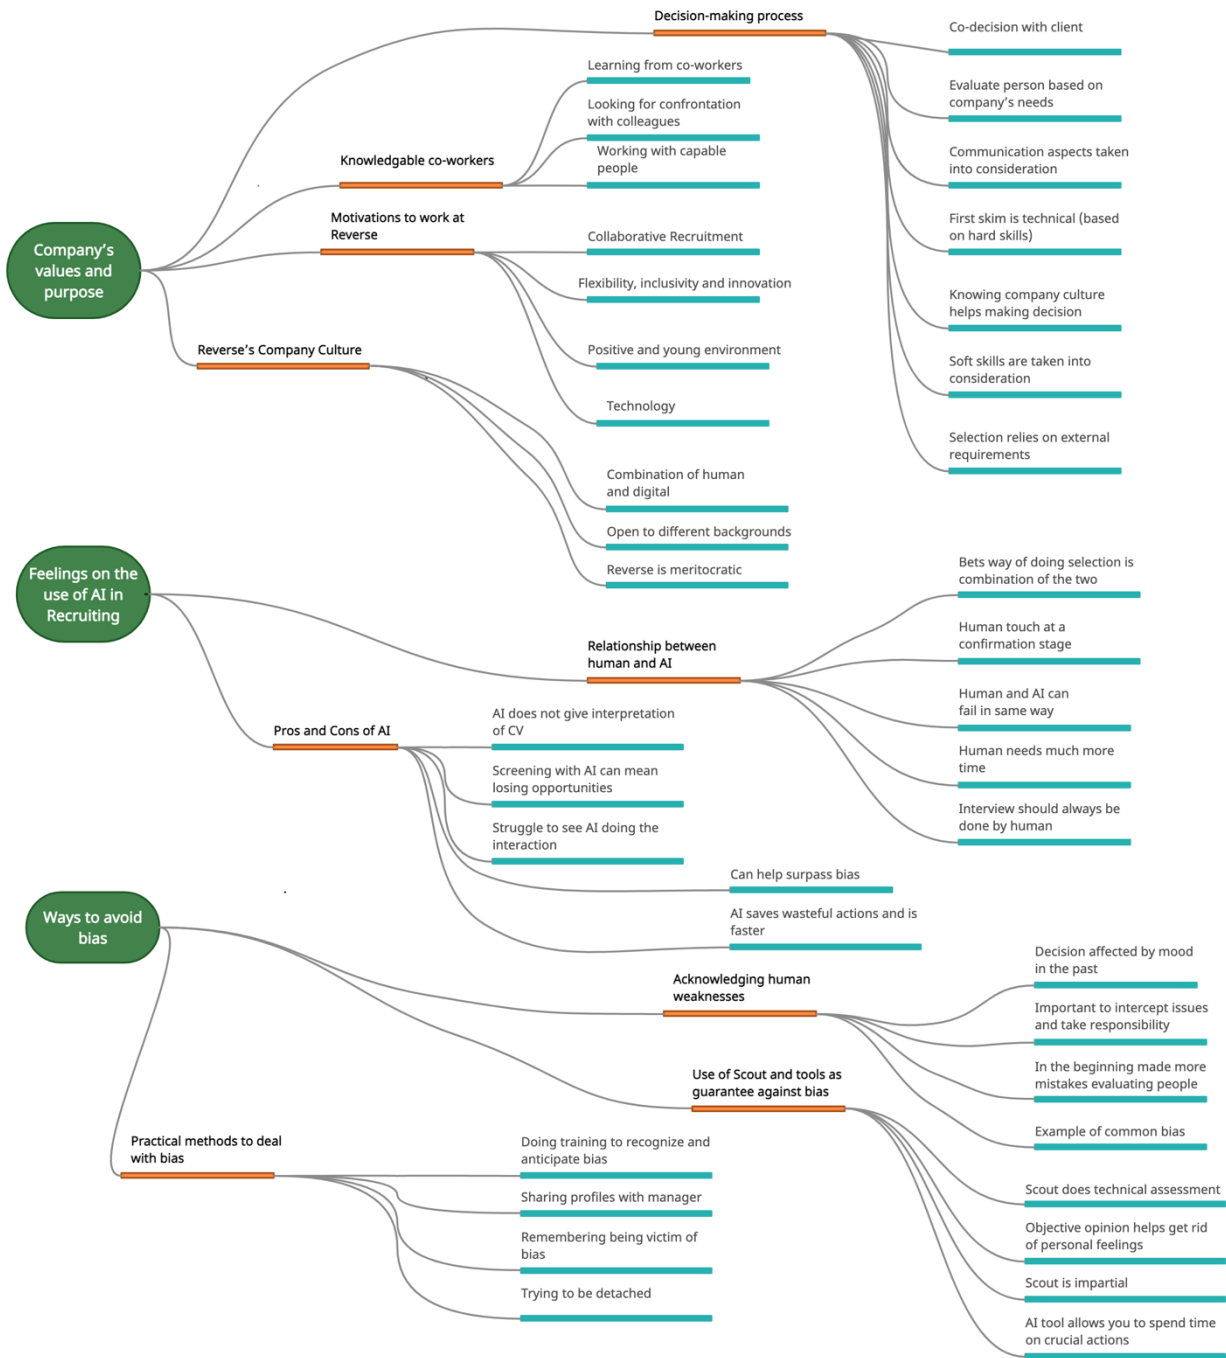 Decision-making process
Co-decision with client
Evaluate person based on
company's needs
Communication aspects taken
into consideration
First skim is technical (based
on hard skills)
Knowing company culture
helps making decision
Soft skills are taken into
consideration
Selection relies on external
requirements
Learning from co-workers
Looking for confrontation
with colleagues
Working with capable
people
Knowledgable co-workers
Motivations to work at
Reverse
Collaborative Recruitment
Flexibility, inclusivity and innovation
Positive and young environment
Technology
Company's
values and
purpose
Reverse's Company Culture
Combination of human
and digital
Open to different backgrounds
Reverse is meritocratic
Feelings on the
use of AI in
Recruiting
Relationship between
human and AI
Bets way of doing selection is
combination of the two
Human touch at a
confirmation stage
Human and AI can
fail in same way
Human needs much more
time
Interview should always be
done by human
Pros and Cons of AI
AI does not give interpretation
of CV
Screening with AI can mean
losing opportunities
Struggle to see AI doing the
interaction
Can help surpass bias
AI saves wasteful actions and is
faster
Ways to avoid
bias
Acknowledging human
weaknesses
Decision affected by mood
in the past
Important to intercept issues
and take responsibility
In the beginning made more
mistakes evaluating people
Example of common bias
Use of Scout and tools as
guarantee against bias
Scout does technical assessment
Objective opinion helps get rid
of personal feelings
Scout is impartial
AI tool allows you to spend time
on crucial actions
Practical methods to deal
with bias
Doing training to recognize and
anticipate bias
Sharing profiles with manager
Remembering being victim of
bias
Trying to be detached